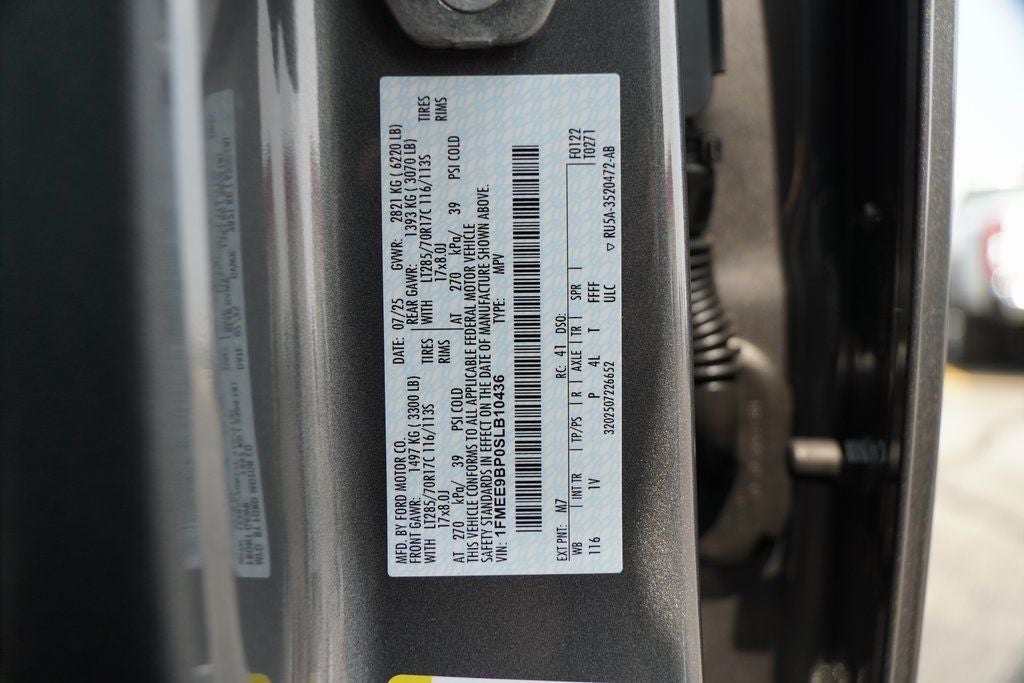 MFD. BY FORD MOTOR CO.
DATE: 07/25 GVWR: 2821 KG ( 6220 LB)
FRONT GAWR: 1497 KG ( 3300 LB) REAR GAWR: 1393 KG ( 3070 LB)
WITH LT285/70R17C 116/113S TIRES WITH LT285/70R17C 116/113S TIRES
17x8.0J RIMS 17x8.0J RIMS
AT 270 kPa/ 39 PSI COLD AT 270 kPa/ 39 PSI COLD
THIS VEHICLE CONFORMS TO ALL APPLICABLE FEDERAL MOTOR VEHICLE
SAFETY STANDARDS IN EFFECT ON THE DATE OF MANUFACTURE SHOWN ABOVE.
VIN: 1FMEE9BP0SLB10436 TYPE: MPV
EXT PNT: M7 RC: 41 DSO: F0122
WB INT TR TP/PS R AXLE TR SPR T0271
116 1V P 4L T FFFF
3202507226652 ULC ▽ RU5A-3520472-AB